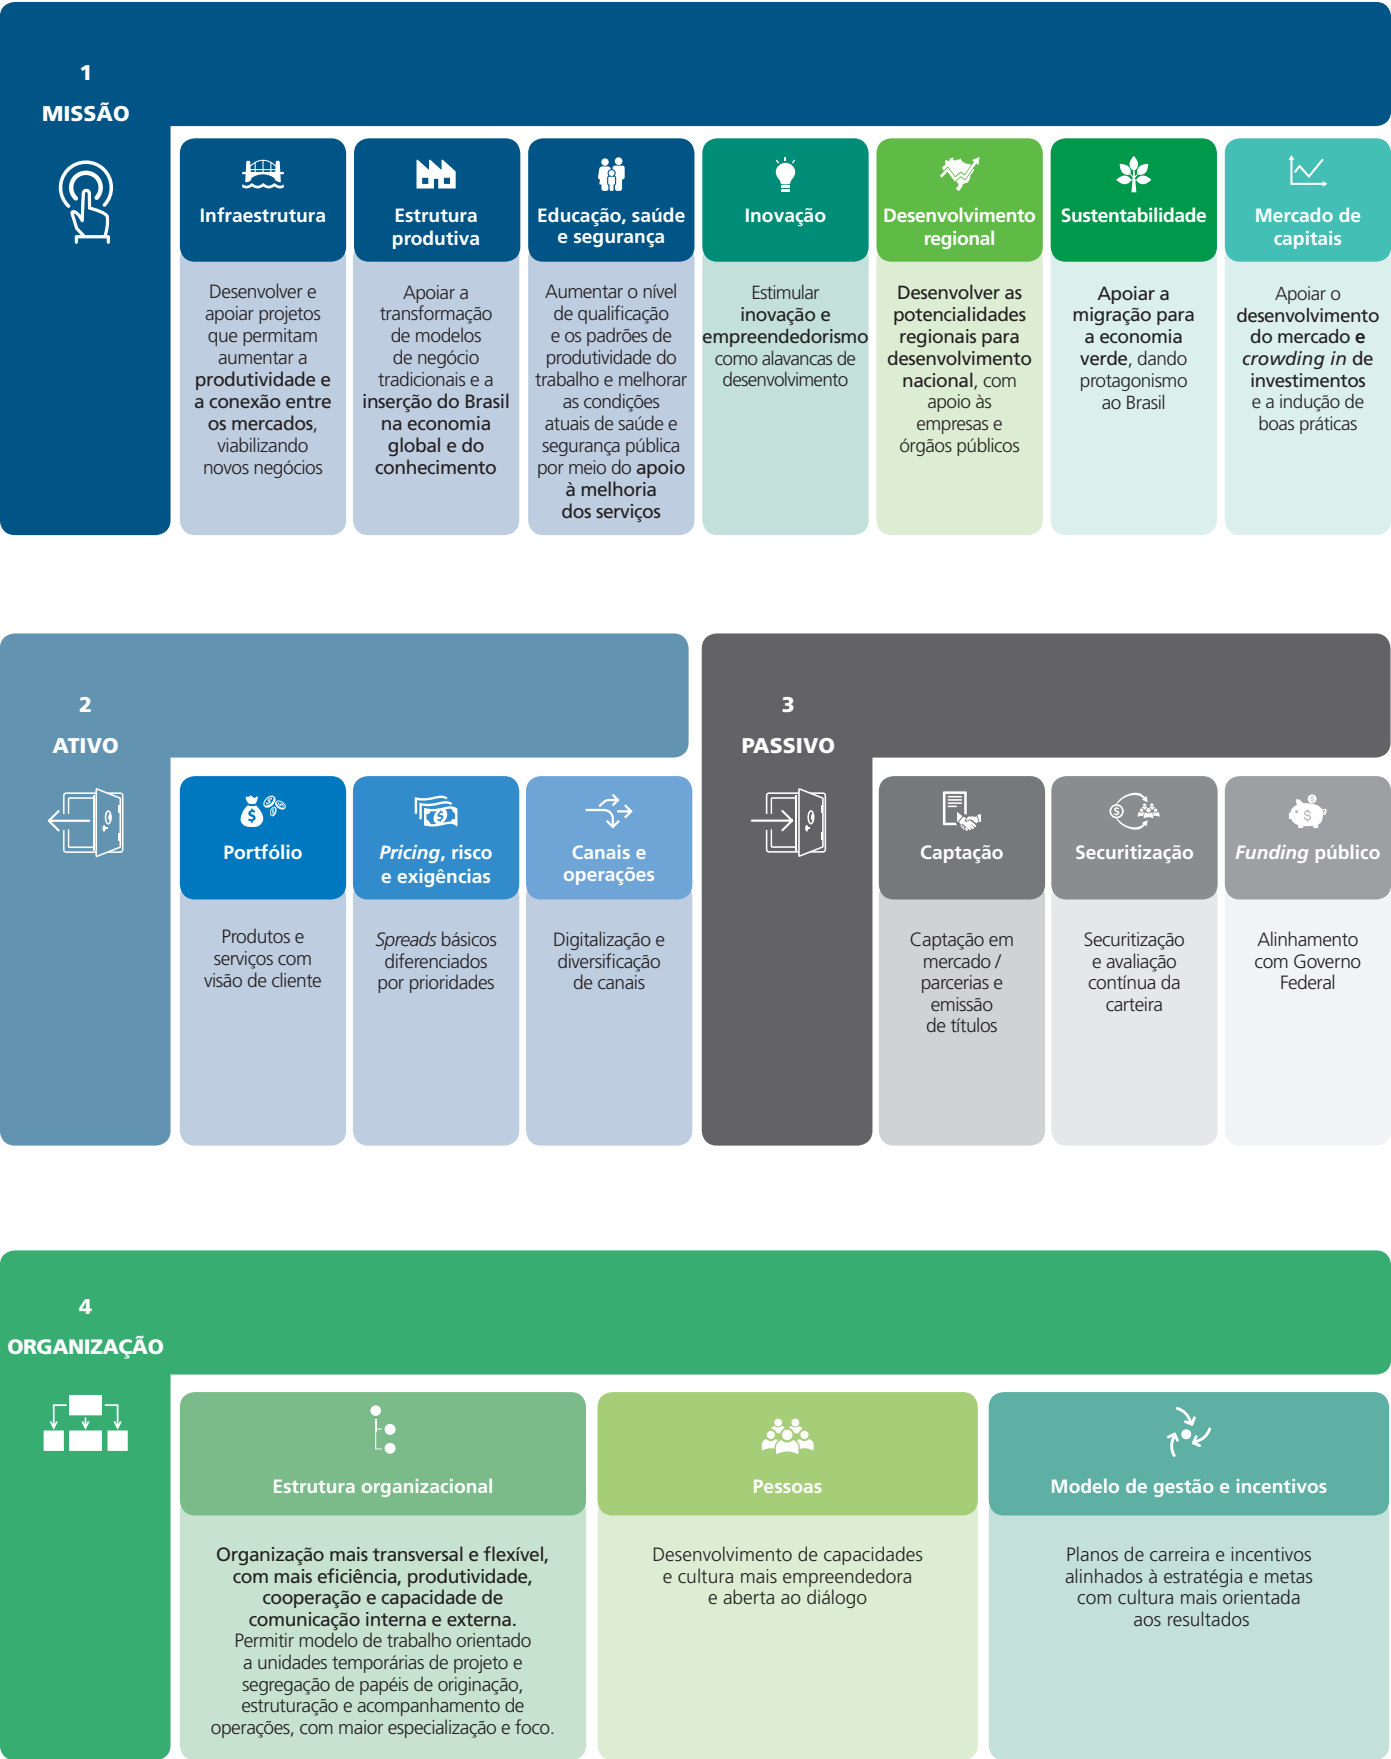 1
MISSÃO
Infraestrutura
Desenvolver e
apoiar projetos
que permitam
aumentar a
produtividade e
a conexão entre
os mercados,
viabilizando
novos negócios
Estrutura
produtiva
Apoiar a
transformação
de modelos
de negócio
tradicionais e a
inserção do Brasil
na economia
global e do
conhecimento
Educação, saúde
e segurança
Aumentar o nível
de qualificação
e os padrões de
produtividade do
trabalho e melhorar
as condições
atuais de saúde e
segurança pública
por meio do apoio
à melhoria
dos serviços
Inovação
Estimular
inovação e
empreendedorismo
como alavancas de
desenvolvimento
Desenvolvimento
regional
Desenvolver as
potencialidades
regionais para
desenvolvimento
nacional, com
apoio às
empresas e
órgãos públicos
Sustentabilidade
Apoiar a
migração para
a economia
verde, dando
protagonismo
ao Brasil
Mercado de
capitais
Apoiar o
desenvolvimento
do mercado e
crowding in de
investimentos
e a indução de
boas práticas
2
ATIVO
Portfólio
Produtos e
serviços com
visão de cliente
Pricing, risco
e exigências
Spreads básicos
diferenciados
por prioridades
Canais e
operações
Digitalização e
diversificação
de canais
3
PASSIVO
Captação
Captação em
mercado /
parcerias e
emissão
de títulos
Securitização
Securitização
e avaliação
contínua da
carteira
Funding público
Alinhamento
com Governo
Federal
4
ORGANIZAÇÃO
Estrutura organizacional
Organização mais transversal e flexível,
com mais eficiência, produtividade,
cooperação e capacidade de
comunicação interna e externa.
Permitir modelo de trabalho orientado
a unidades temporárias de projeto e
segregação de papéis de originação,
estruturação e acompanhamento de
operações, com maior especialização e foco.
Pessoas
Desenvolvimento de capacidades
e cultura mais empreendedora
e aberta ao diálogo
Modelo de gestão e incentivos
Planos de carreira e incentivos
alinhados à estratégia e metas
com cultura mais orientada
aos resultados